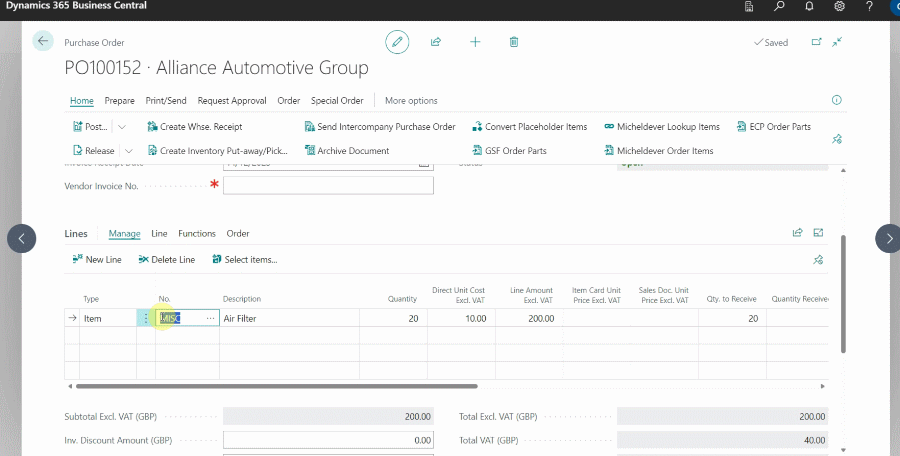 Dynamics 365 Business Central
Purchase Order
Saved
PO100152 · Alliance Automotive Group
Home Prepare Print/Send Request Approval Order Special Order More options
Post... Create Whse. Receipt Send Intercompany Purchase Order Convert Placeholder Items Micheldever Lookup Items ECP Order Parts
Release Create Inventory Put-away/Pick... Archive Document GSF Order Parts Micheldever Order Items
Vendor Invoice No. *
Lines Manage Line Functions Order
New Line Delete Line Select items...
Type No. Description Quantity Direct Unit Cost Excl. VAT Line Amount Excl. VAT Item Card Unit Price Excl. VAT Sales Doc. Unit Price Excl. VAT Qty. to Receive Quantity Receive
Item MISC Air Filter 20 10.00 200.00 20
Subtotal Excl. VAT (GBP) 200.00 Total Excl. VAT (GBP) 200.00
Inv. Discount Amount (GBP) 0.00 Total VAT (GBP) 40.00